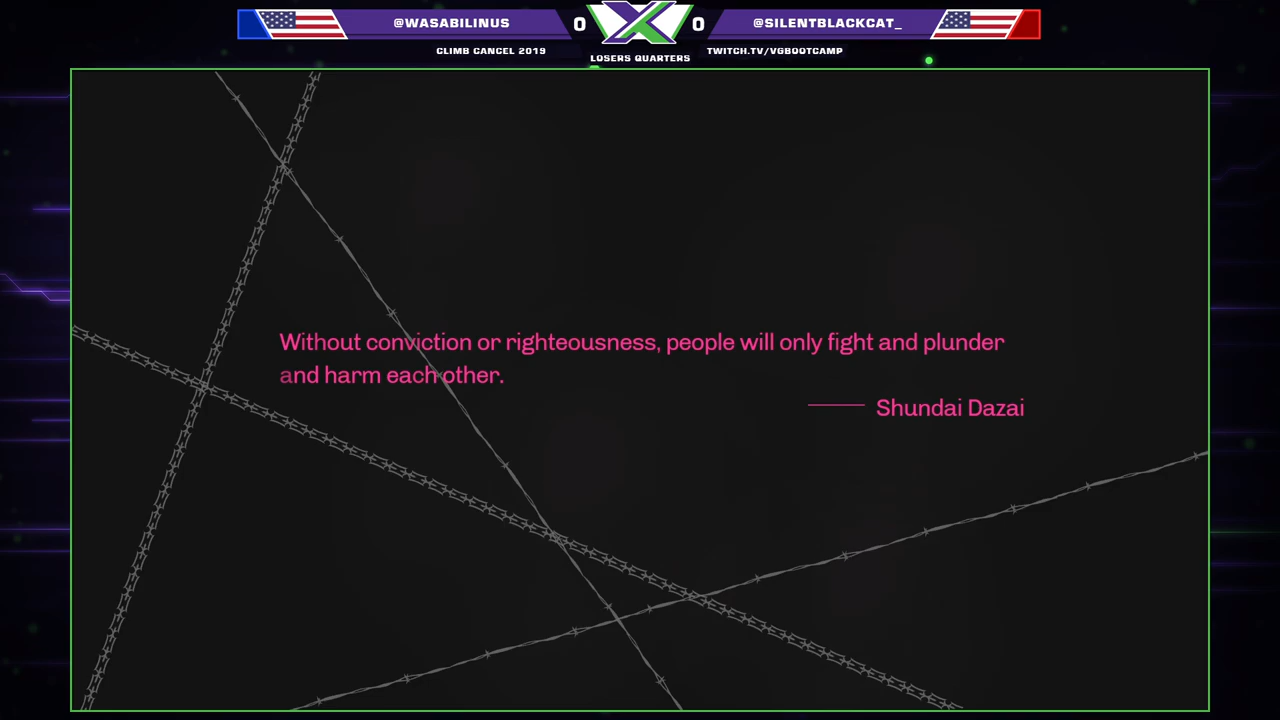 @WASABILINUS 0 0 @SILENTBLACKCAT_
CLIMB CANCEL 2019 LOSERS QUARTERS TWITCH.TV/VGBOOTCAMP
Without conviction or righteousness, people will only fight and plunder
and harm each other.
Shundai Dazai